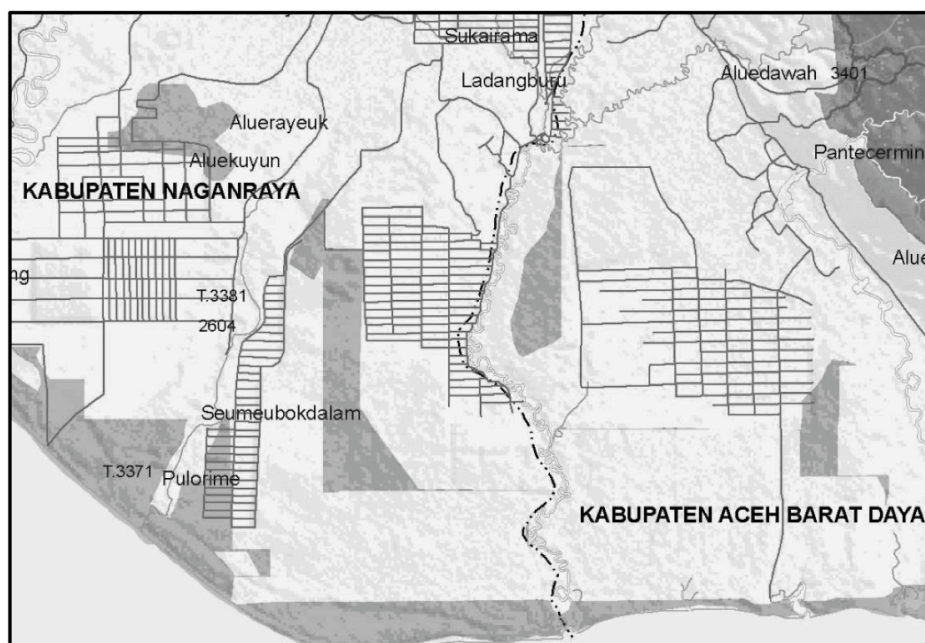 Sukairama
Ladangburu
Aluedawah 3401
Aluerayeuk
Aluekuyun
Pantecermin
KABUPATEN NAGANRAYA
Alue
ng
T.3381
2604
Seumeubokdalam
T.3371
Pulorime
KABUPATEN ACEH BARAT DAYA